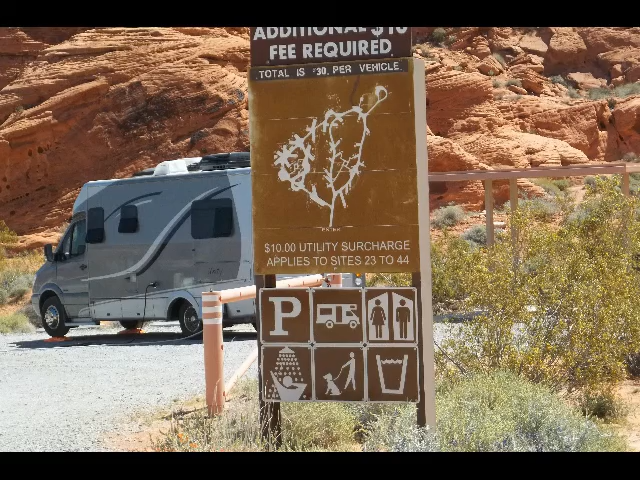 ADDITIONAL $10
FEE REQUIRED.
TOTAL IS $30. PER VEHICLE.
ENTER
$10.00 UTILITY SURCHARGE
APPLIES TO SITES 23 TO 44
P